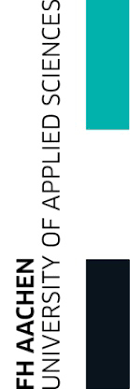 FH AACHEN
UNIVERSITY OF APPLIED SCIENCES